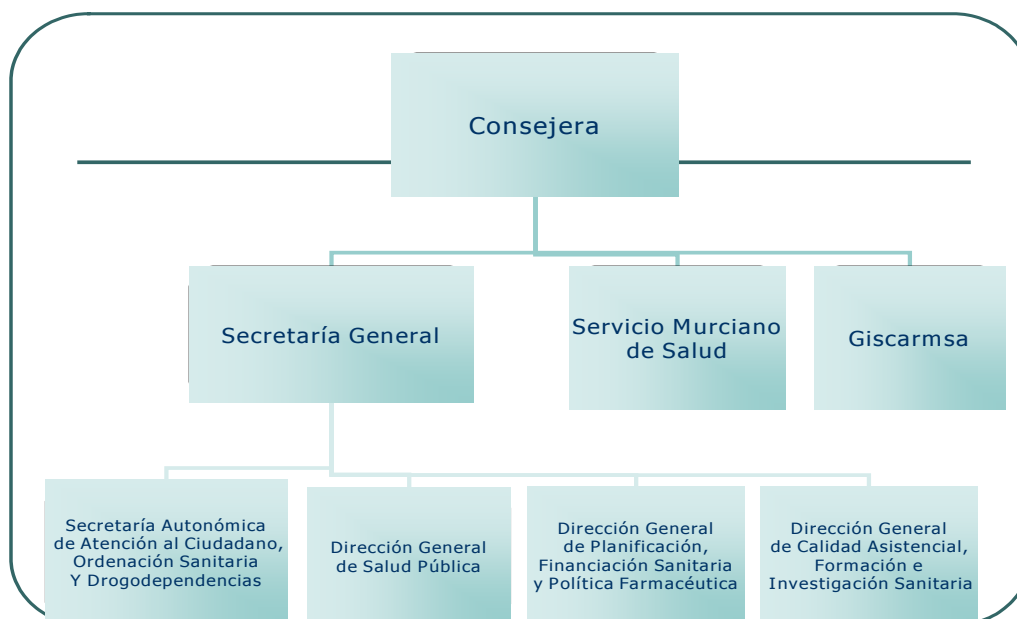 Consejera
Secretaría General
Servicio Murciano
de Salud
Giscarmsa
Secretaría Autonómica
de Atención al Ciudadano,
Ordenación Sanitaria
Y Drogodependencias
Dirección General
de Salud Pública
Dirección General
de Planificación,
Financiación Sanitaria
y Política Farmacéutica
Dirección General
de Calidad Asistencial,
Formación e
Investigación Sanitaria